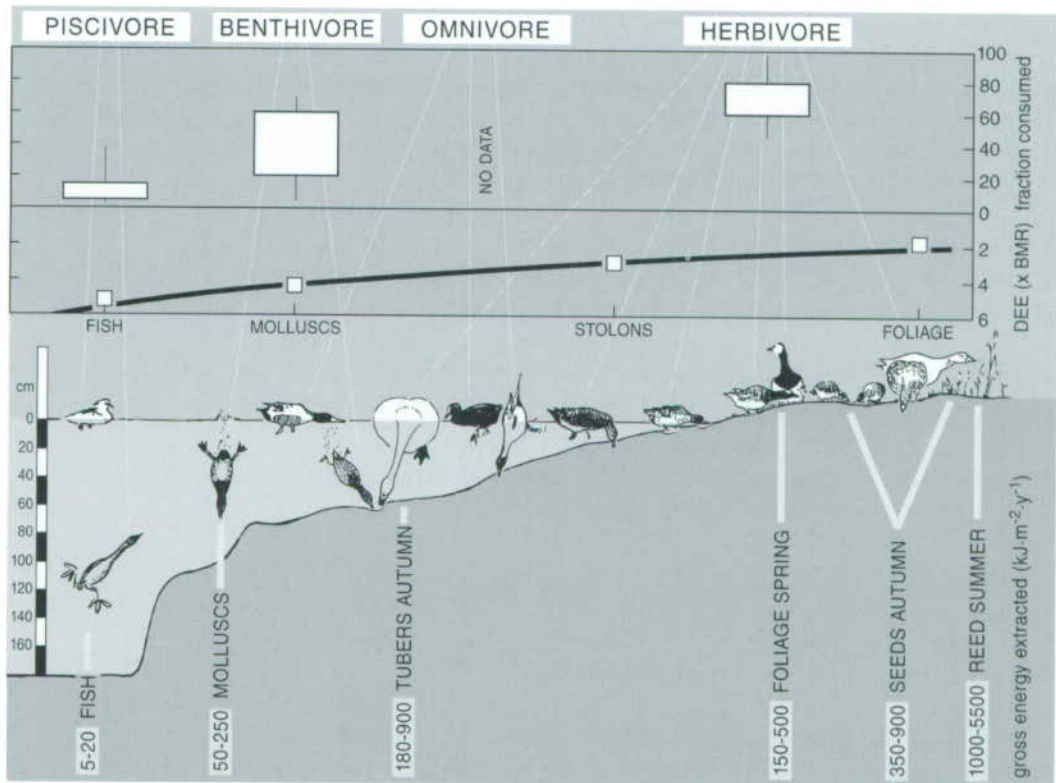 PISCIVORE BENTHIVORE OMNIVORE HERBIVORE
100
80
60
40
20
0
fraction consumed
NO DATA
2
4
6
DEE (x BMR)
FISH MOLLUSCS STOLONS FOLIAGE
cm
0
20
40
60
80
100
120
140
160
5-20 FISH
50-250 MOLLUSCS
180-900 TUBERS AUTUMN
150-500 FOLIAGE SPRING
350-900 SEEDS AUTUMN
1000-5500 REED SUMMER
gross energy extracted (kJ·m⁻²·y⁻¹)